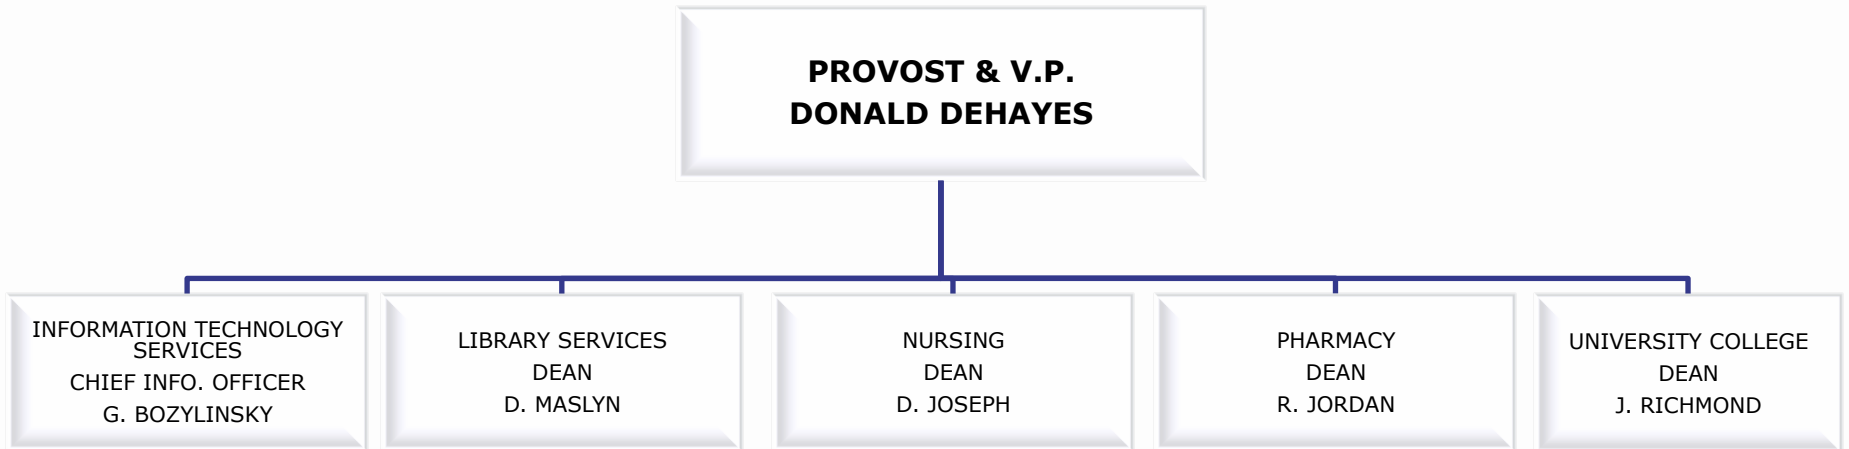 PROVOST & V.P.
DONALD DEHAYES
INFORMATION TECHNOLOGY
SERVICES
CHIEF INFO. OFFICER
G. BOZYLINSKY
LIBRARY SERVICES
DEAN
D. MASLYN
NURSING
DEAN
D. JOSEPH
PHARMACY
DEAN
R. JORDAN
UNIVERSITY COLLEGE
DEAN
J. RICHMOND